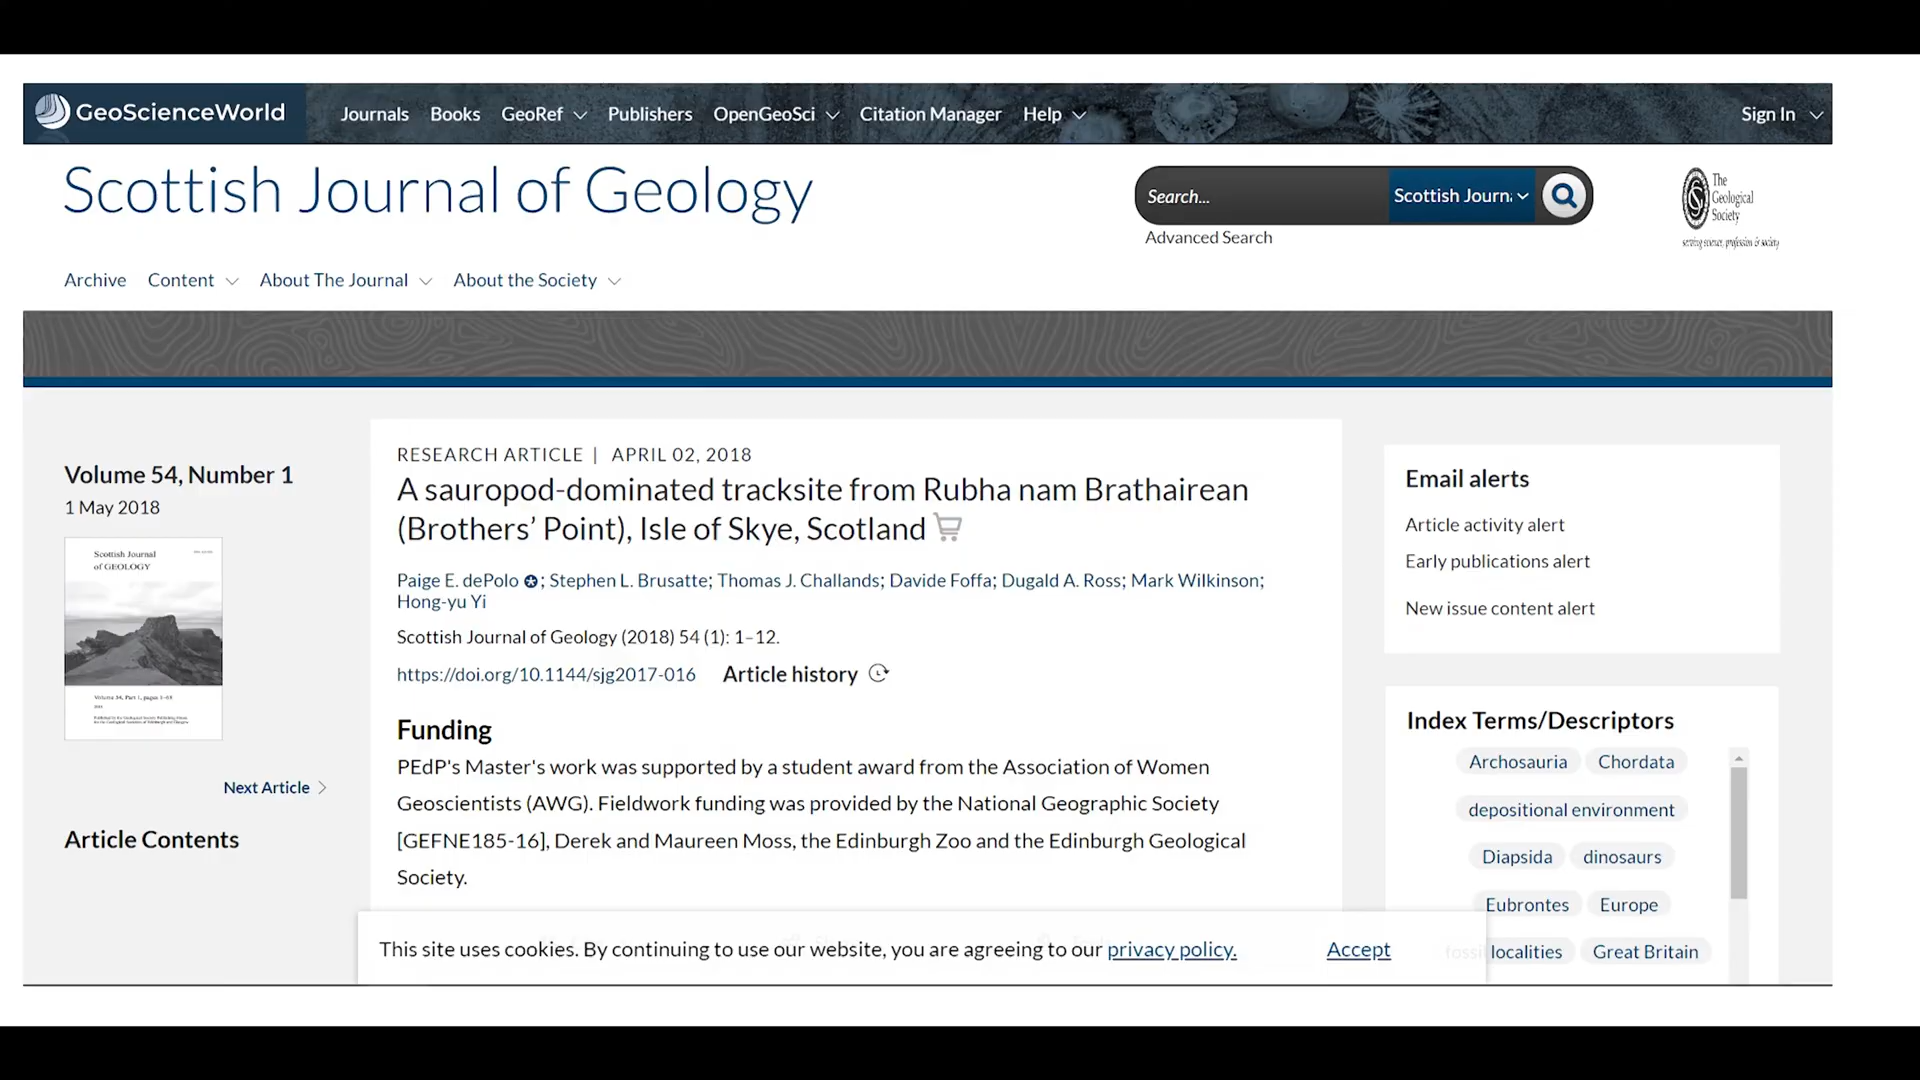 GeoScienceWorld
Journals Books GeoRef Publishers OpenGeoSci Citation Manager Help Sign In
Scottish Journal of Geology
Search... Scottish Journ
Advanced Search
The
Geological
Society
serving science, profession & society
Archive Content About The Journal About the Society
Volume 54, Number 1
1 May 2018
Scottish Journal
of GEOLOGY
Next Article
Article Contents
RESEARCH ARTICLE | APRIL 02, 2018
A sauropod-dominated tracksite from Rubha nam Brathairean
(Brothers’ Point), Isle of Skye, Scotland
Paige E. dePolo ; Stephen L. Brusatte; Thomas J. Challands; Davide Foffa; Dugald A. Ross; Mark Wilkinson;
Hong-yu Yi
Scottish Journal of Geology (2018) 54 (1): 1–12.
https://doi.org/10.1144/sjg2017-016 Article history
Funding
PEdP's Master's work was supported by a student award from the Association of Women
Geoscientists (AWG). Fieldwork funding was provided by the National Geographic Society
[GEFNE185-16], Derek and Maureen Moss, the Edinburgh Zoo and the Edinburgh Geological
Society.
This site uses cookies. By continuing to use our website, you are agreeing to our privacy policy. Accept
Email alerts
Article activity alert
Early publications alert
New issue content alert
Index Terms/Descriptors
Archosauria Chordata
depositional environment
Diapsida dinosaurs
Eubrontes Europe
fossil localities Great Britain